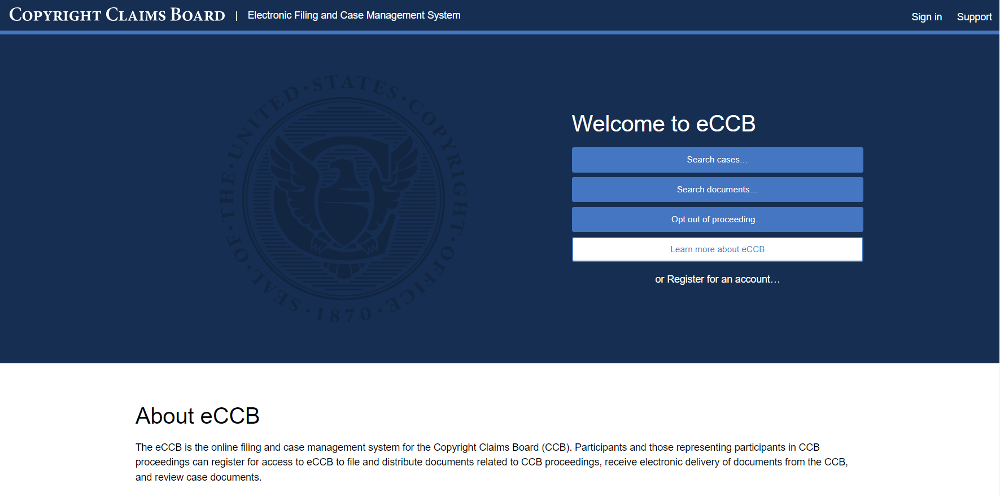 COPYRIGHT CLAIMS BOARD | Electronic Filing and Case Management System
Sign in Support
SEAL·OF·THE·UNITED·STATES·COPYRIGHT·OFFICE·1870·
Welcome to eCCB
Search cases...
Search documents...
Opt out of proceeding...
Learn more about eCCB
or Register for an account...
About eCCB
The eCCB is the online filing and case management system for the Copyright Claims Board (CCB). Participants and those representing participants in CCB
proceedings can register for access to eCCB to file and distribute documents related to CCB proceedings, receive electronic delivery of documents from the CCB,
and review case documents.